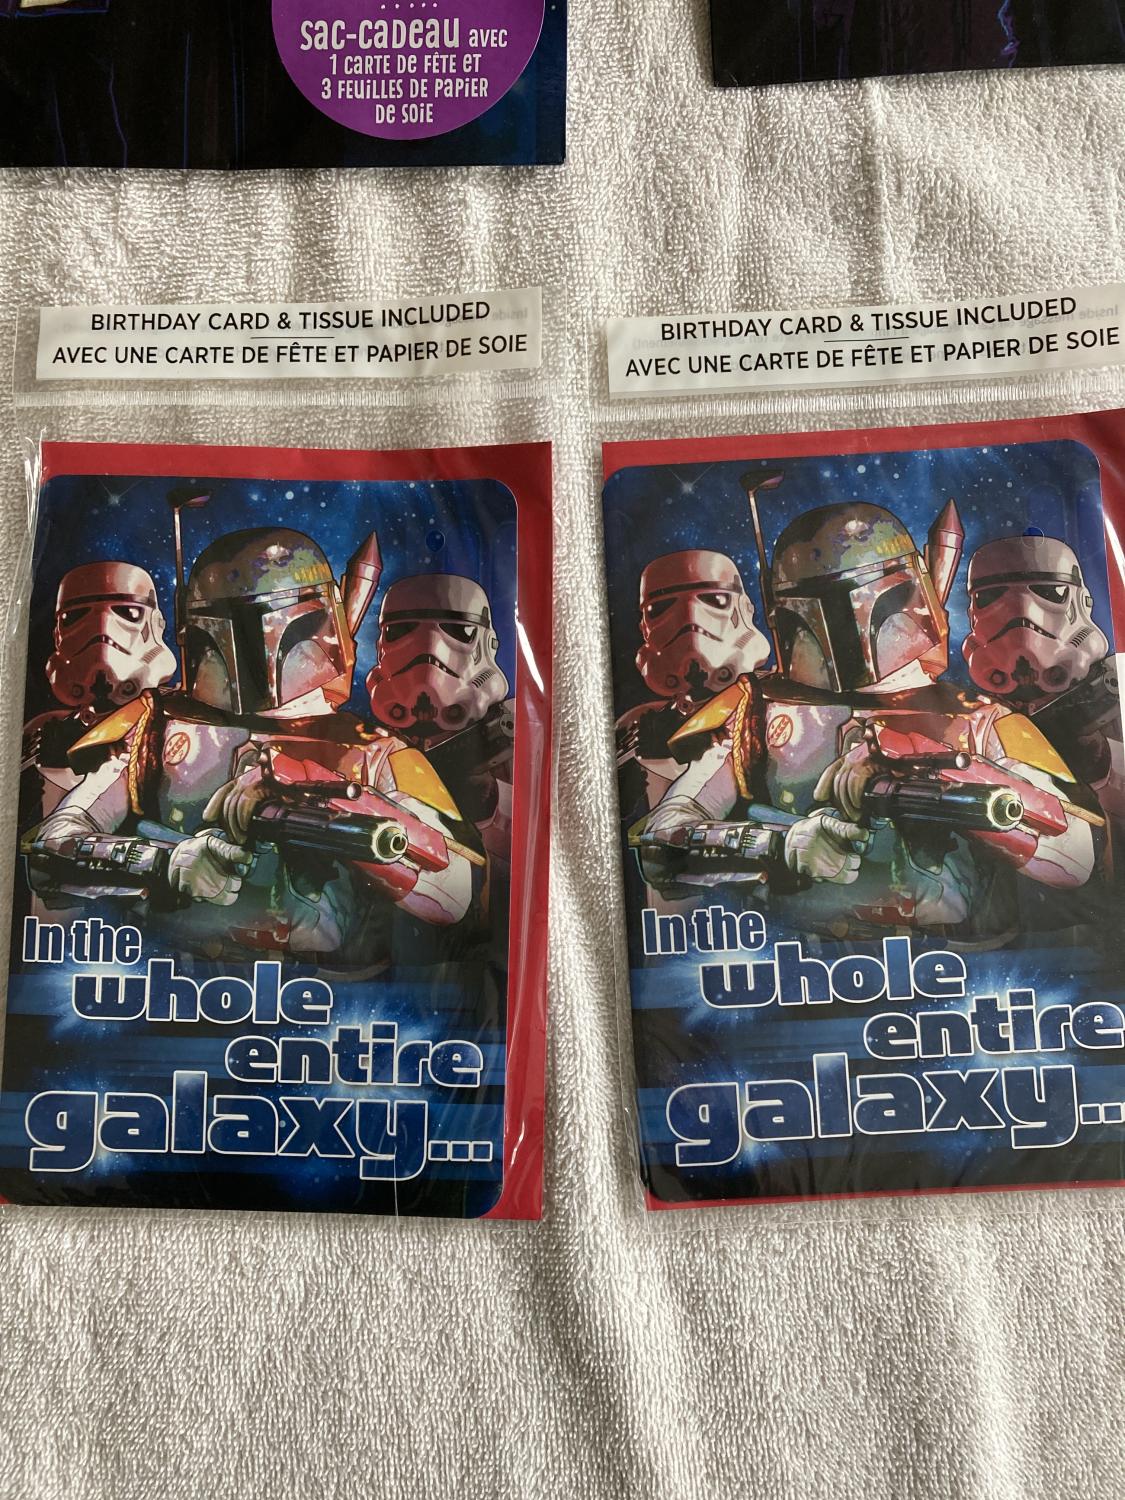 sac-cadeau avec
1 carte de fête et
3 feuilles de papier
de soie
BIRTHDAY CARD & TISSUE INCLUDED
AVEC UNE CARTE DE FÊTE ET PAPIER DE SOIE
In the
whole
entire
galaxy...
BIRTHDAY CARD & TISSUE INCLUDED
AVEC UNE CARTE DE FÊTE ET PAPIER DE SOIE
In the
whole
entire
galaxy..